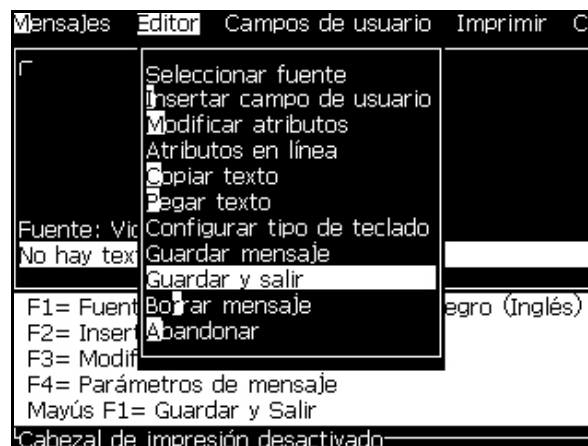 Mensajes Editor Campos de usuario Imprimir C
Seleccionar fuente
Insertar campo de usuario
Modificar atributos
Atributos en línea
Copiar texto
Pegar texto
Fuente: Vid Configurar tipo de teclado
No hay tex Guardar mensaje
Guardar y salir
F1= Fuent Borrar mensaje egro (Inglés)
F2= Insert Abandonar
F3= Modif
F4= Parámetros de mensaje
Mayús F1= Guardar y Salir
Cabezal de impresión desactivado